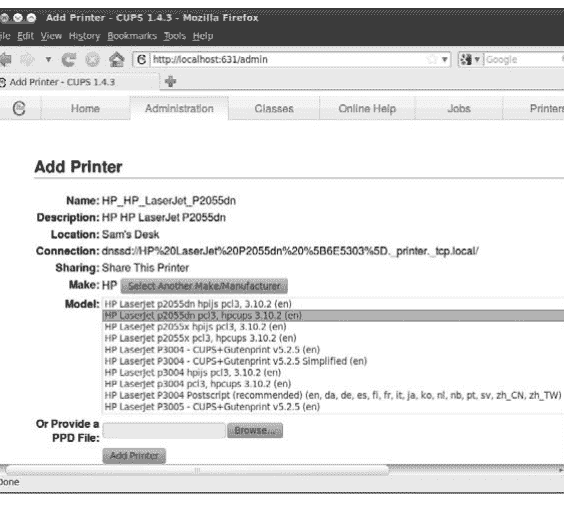 Add Printer - CUPS 1.4.3 - Mozilla Firefox
ile Edit View History Bookmarks Tools Help
http://localhost:631/admin Google
Add Printer - CUPS 1.4.3
Home Administration Classes Online Help Jobs Printers
Add Printer
Name: HP_HP_LaserJet_P2055dn
Description: HP HP LaserJet P2055dn
Location: Sam's Desk
Connection: dnssd://HP%20LaserJet%20P2055dn%20%5B6E5303%5D._printer._tcp.local/
Sharing: Share This Printer
Make: HP Select Another Make/Manufacturer
Model: HP LaserJet p2055dn hpijs pcl3, 3.10.2 (en)
HP LaserJet p2055dn pcl3, hpcups 3.10.2 (en)
HP LaserJet p2055x hpijs pcl3, 3.10.2 (en)
HP LaserJet p2055x pcl3, hpcups 3.10.2 (en)
HP LaserJet P3004 - CUPS+Gutenprint v5.2.5 (en)
HP LaserJet P3004 - CUPS+Gutenprint v5.2.5 Simplified (en)
HP LaserJet p3004 hpijs pcl3, 3.10.2 (en)
HP LaserJet p3004 pcl3, hpcups 3.10.2 (en)
HP LaserJet P3004 Postscript (recommended) (en, da, de, es, fi, fr, it, ja, ko, nl, nb, pt, sv, zh_CN, zh_TW)
HP LaserJet P3005 - CUPS+Gutenprint v5.2.5 (en)
Or Provide a
PPD File: Browse...
Add Printer
Done